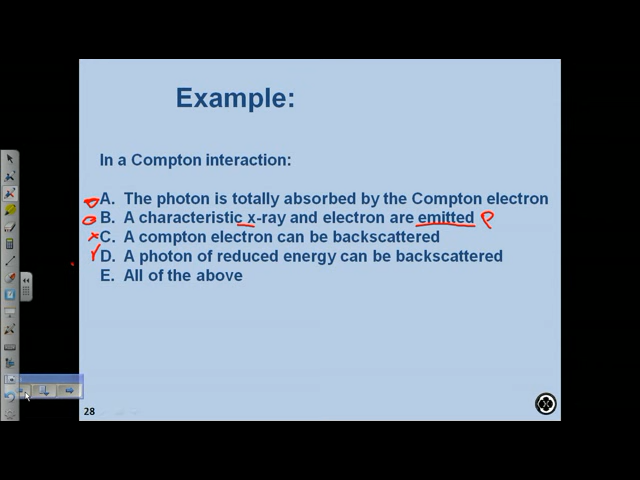 Example:
In a Compton interaction:
A. The photon is totally absorbed by the Compton electron
B. A characteristic x-ray and electron are emitted P
C. A compton electron can be backscattered
D. A photon of reduced energy can be backscattered
E. All of the above
28